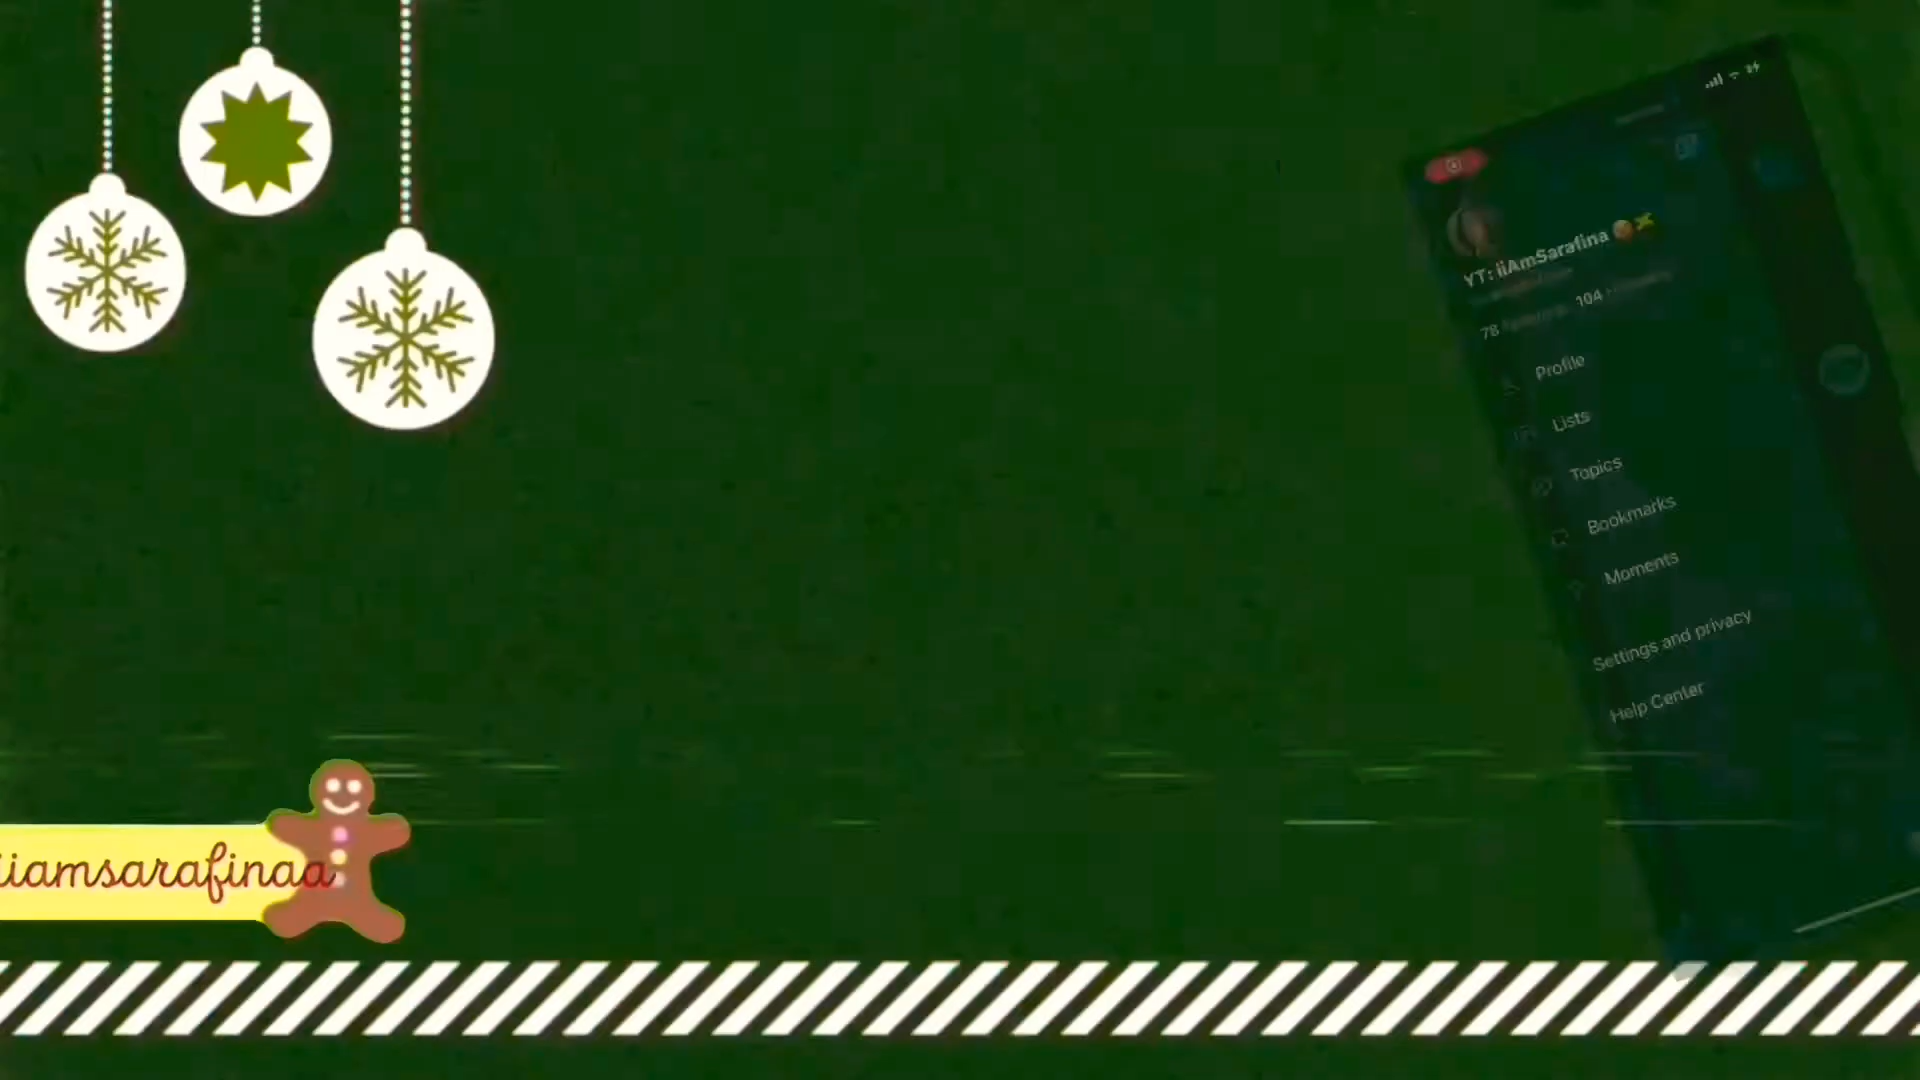 YT: iiAmSarafina
78 104
Profile
Lists
Topics
Bookmarks
Moments
Settings and privacy
Help Center
iiamsarafinaa